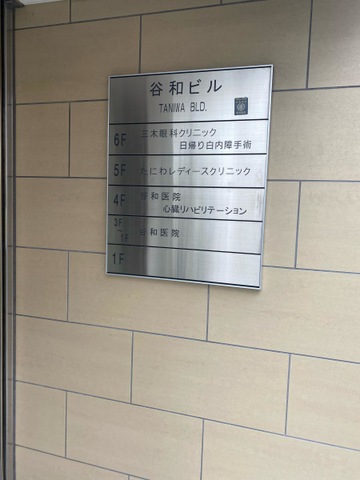 谷和ビル
TANIWA BLD.
6F 三木眼科クリニック
日帰り白内障手術
5F たにわレディースクリニック
4F 谷和医院
心臓リハビリテーション
3F~1F 谷和医院
1F